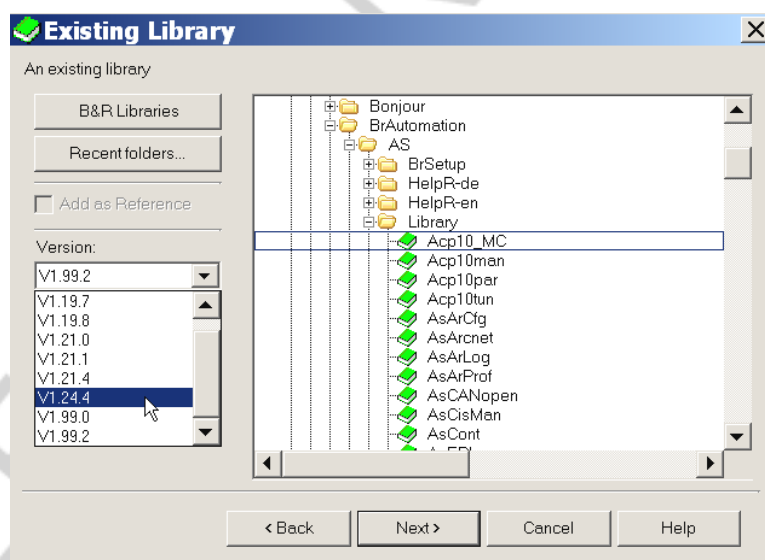 Existing Library
An existing library
B&R Libraries
Recent folders...
Add as Reference
Version:
V1.99.2
V1.19.7
V1.19.8
V1.21.0
V1.21.1
V1.21.4
V1.24.4
V1.99.0
V1.99.2
Bonjour
BrAutomation
AS
BrSetup
HelpR-de
HelpR-en
Library
Acp10_MC
Acp10man
Acp10par
Acp10tun
AsArCfg
AsArcnet
AsArLog
AsArProf
AsCANopen
AsCisMan
AsCont
< Back
Next >
Cancel
Help